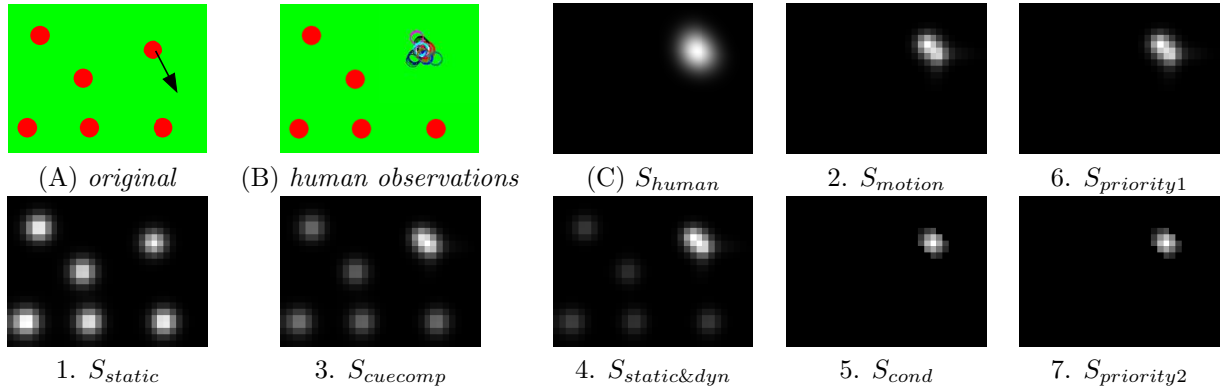 (A) original
(B) human observations
(C) S_human
2. S_motion
6. S_priority1
1. S_static
3. S_cuecomp
4. S_static&dyn
5. S_cond
7. S_priority2